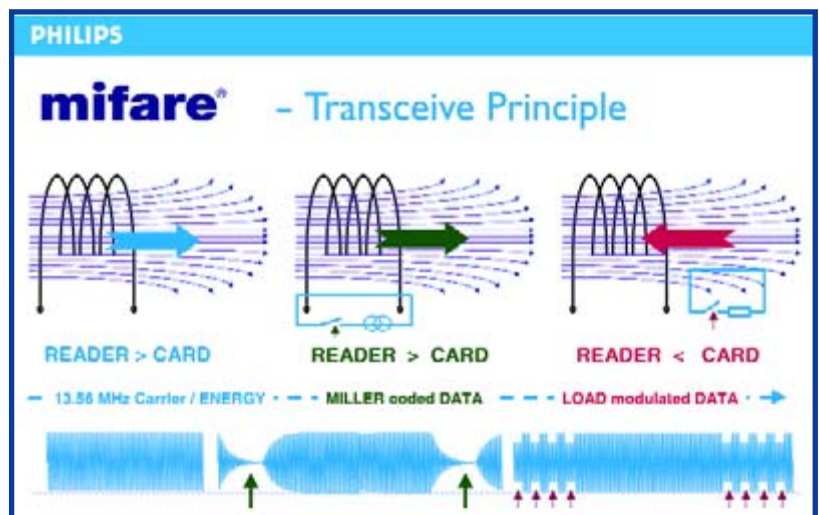 PHILIPS
mifare® – Transceive Principle
READER > CARD READER > CARD READER < CARD
13.56 MHz Carrier / ENERGY MILLER coded DATA LOAD modulated DATA